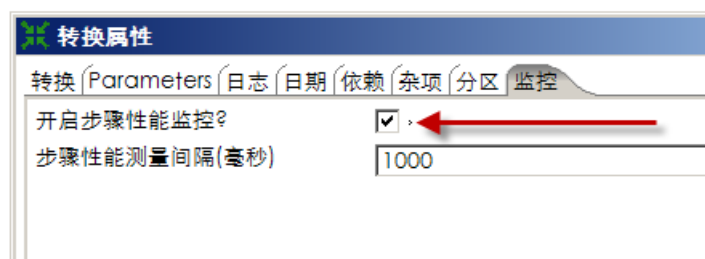 转换属性
转换 Parameters 日志 日期 依赖 杂项 分区 监控
开启步骤性能监控?
步骤性能测量间隔(毫秒) 1000